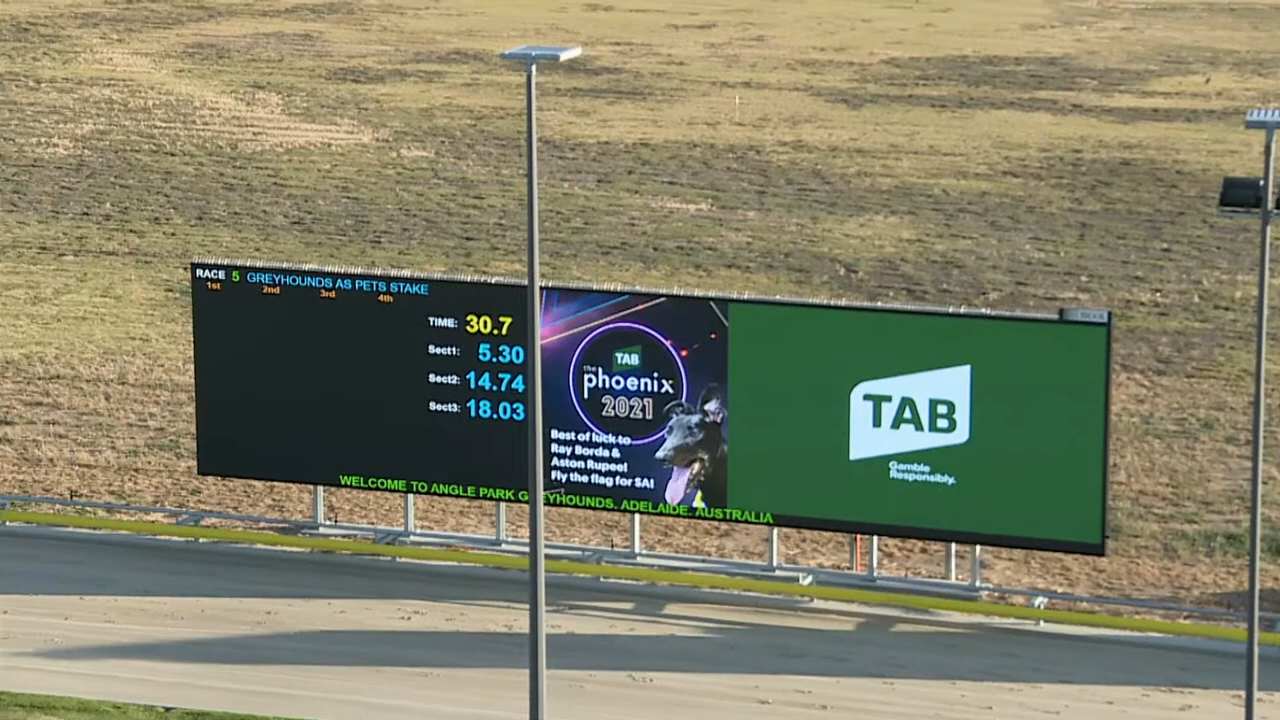 RACE 5 GREYHOUNDS AS PETS STAKE
1st 2nd 3rd 4th
TIME: 30.7
Sect1: 5.30
Sect2: 14.74
Sect3: 18.03
TAB
the
phoenix
2021
Best of luck to
Ray Borda &
Aston Rupee!
Fly the flag for SA!
TAB
Gamble
Responsibly.
WELCOME TO ANGLE PARK GREYHOUNDS. ADELAIDE. AUSTRALIA